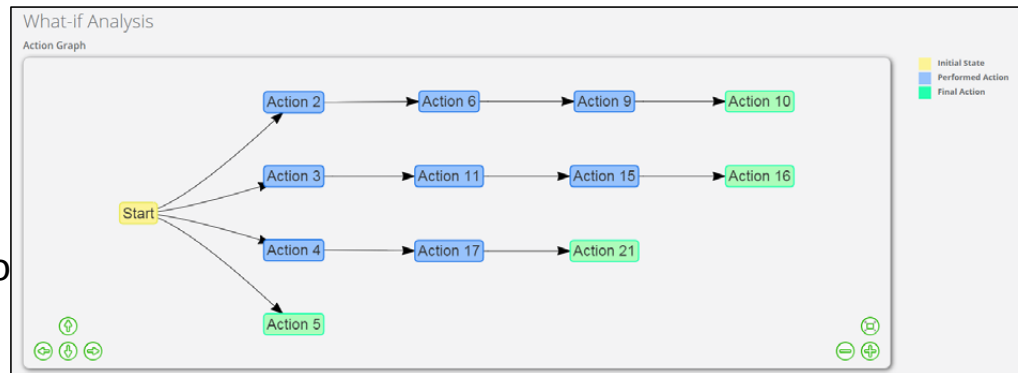 What-if Analysis
Action Graph
Initial State
Performed Action
Final Action
Action 2
Action 6
Action 9
Action 10
Action 3
Action 11
Action 15
Action 16
Start
Action 4
Action 17
Action 21
Action 5